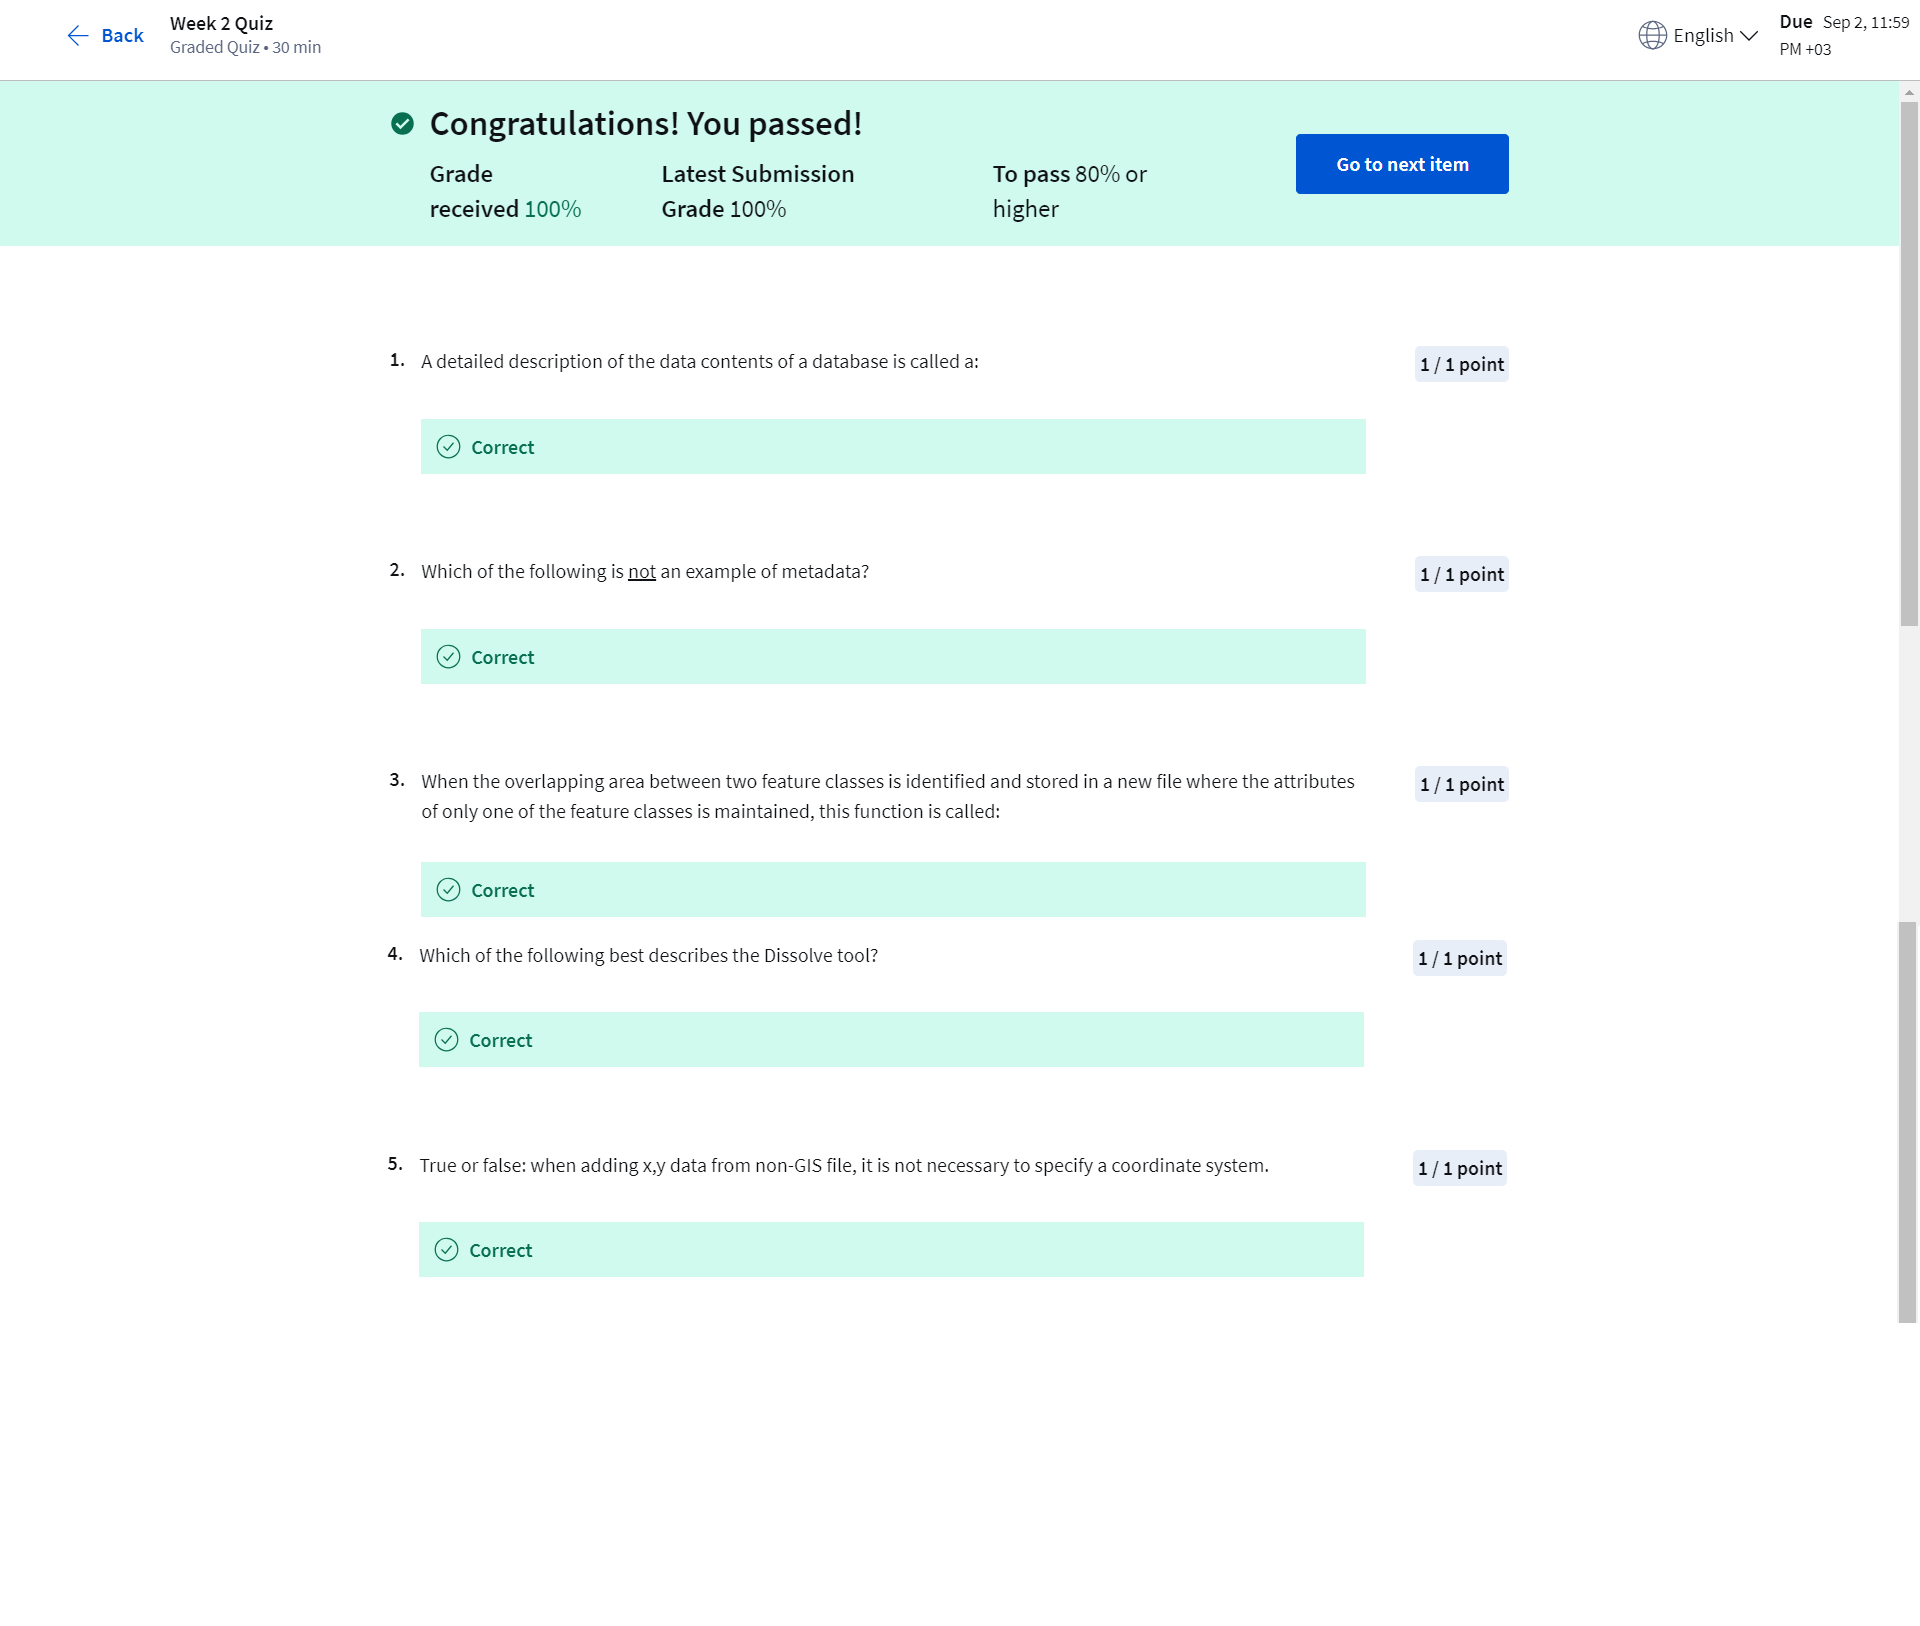 Back
Week 2 Quiz
Graded Quiz • 30 min
English
Due Sep 2, 11:59
PM +03
Congratulations! You passed!
Grade
received 100%
Latest Submission
Grade 100%
To pass 80% or
higher
Go to next item
1. A detailed description of the data contents of a database is called a:
1 / 1 point
Correct
2. Which of the following is not an example of metadata?
1 / 1 point
Correct
3. When the overlapping area between two feature classes is identified and stored in a new file where the attributes
of only one of the feature classes is maintained, this function is called:
1 / 1 point
Correct
4. Which of the following best describes the Dissolve tool?
1 / 1 point
Correct
5. True or false: when adding x,y data from non-GIS file, it is not necessary to specify a coordinate system.
1 / 1 point
Correct